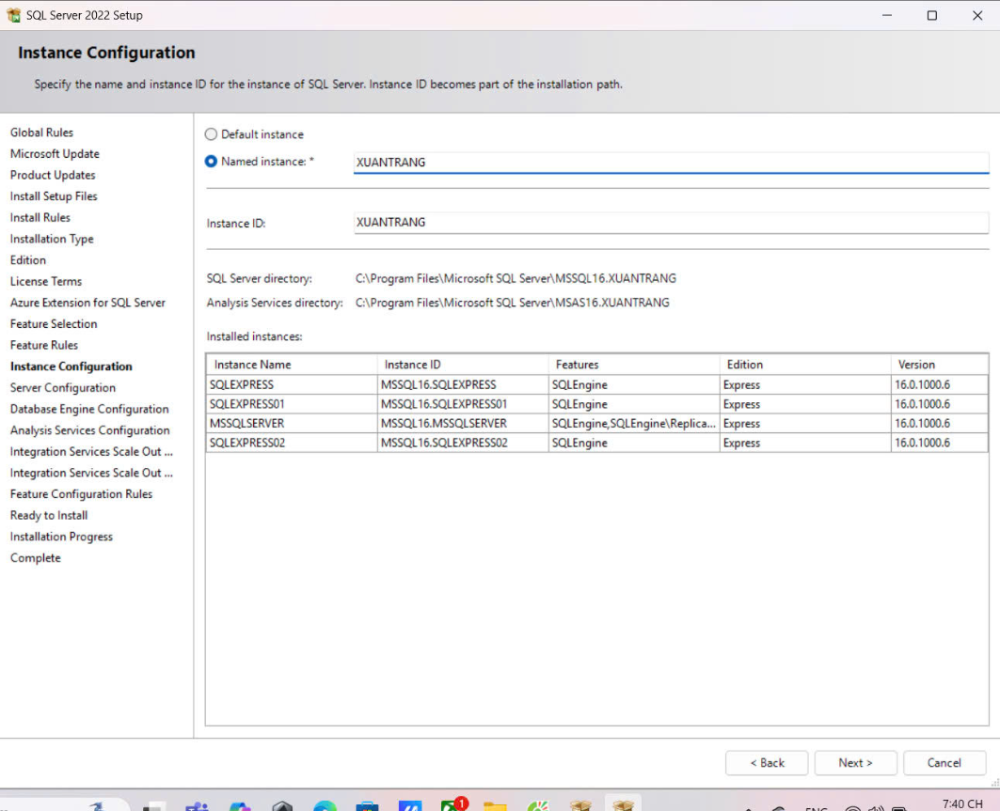 SQL Server 2022 Setup
Instance Configuration
Specify the name and instance ID for the instance of SQL Server. Instance ID becomes part of the installation path.
Global Rules
Microsoft Update
Product Updates
Install Setup Files
Install Rules
Installation Type
Edition
License Terms
Azure Extension for SQL Server
Feature Selection
Feature Rules
Instance Configuration
Server Configuration
Database Engine Configuration
Analysis Services Configuration
Integration Services Scale Out ...
Integration Services Scale Out ...
Feature Configuration Rules
Ready to Install
Installation Progress
Complete
Default instance
Named instance: * XUANTRANG
Instance ID: XUANTRANG
SQL Server directory: C:\Program Files\Microsoft SQL Server\MSSQL16.XUANTRANG
Analysis Services directory: C:\Program Files\Microsoft SQL Server\MSAS16.XUANTRANG
Installed instances:
Instance Name Instance ID Features Edition Version
SQLEXPRESS MSSQL16.SQLEXPRESS SQLEngine Express 16.0.1000.6
SQLEXPRESS01 MSSQL16.SQLEXPRESS01 SQLEngine Express 16.0.1000.6
MSSQLSERVER MSSQL16.MSSQLSERVER SQLEngine,SQLEngine\Replica... Express 16.0.1000.6
SQLEXPRESS02 MSSQL16.SQLEXPRESS02 SQLEngine Express 16.0.1000.6
< Back Next > Cancel
1
ENG 7:40 CH